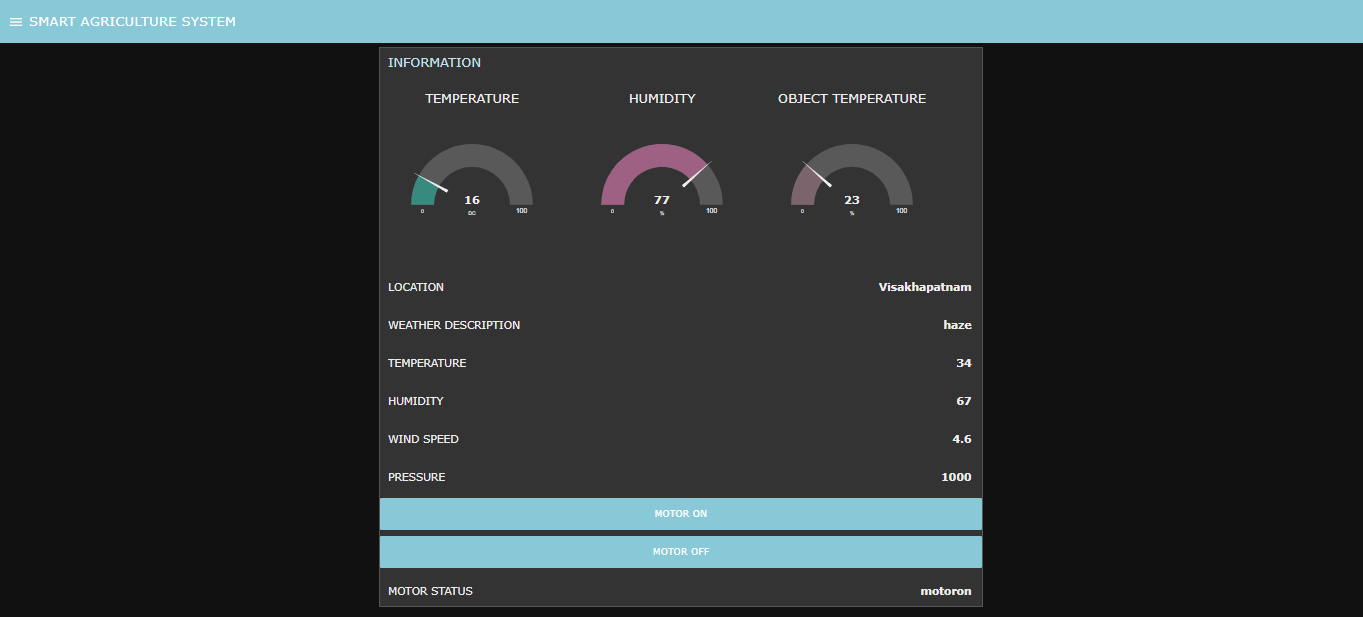 SMART AGRICULTURE SYSTEM
INFORMATION
TEMPERATURE HUMIDITY OBJECT TEMPERATURE
16 77 23
0 DC 100 0 % 100 0 % 100
LOCATION Visakhapatnam
WEATHER DESCRIPTION haze
TEMPERATURE 34
HUMIDITY 67
WIND SPEED 4.6
PRESSURE 1000
MOTOR ON
MOTOR OFF
MOTOR STATUS motoron